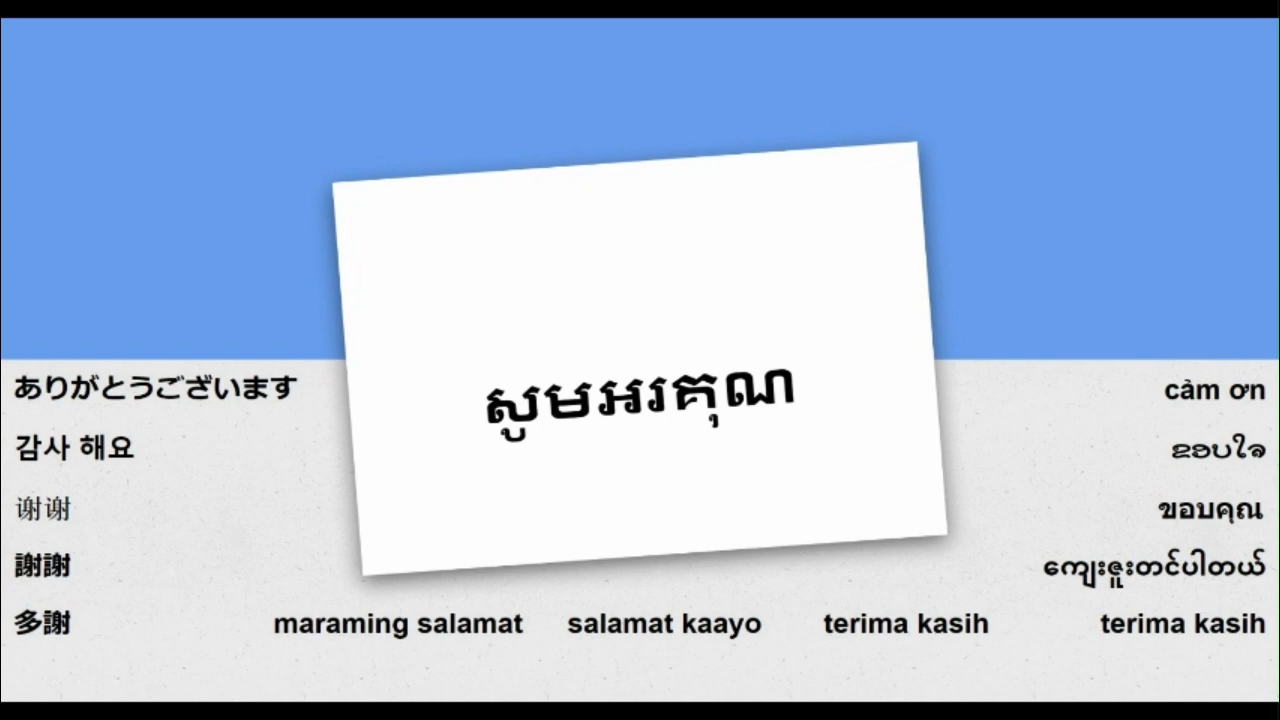 សូមអរគុណ
ありがとうございます
cảm ơn
감사 해요
ຂອບໃຈ
谢谢
ขอบคุณ
謝謝
ကျေးဇူးတင်ပါတယ်
多謝
maraming salamat
salamat kaayo
terima kasih
terima kasih